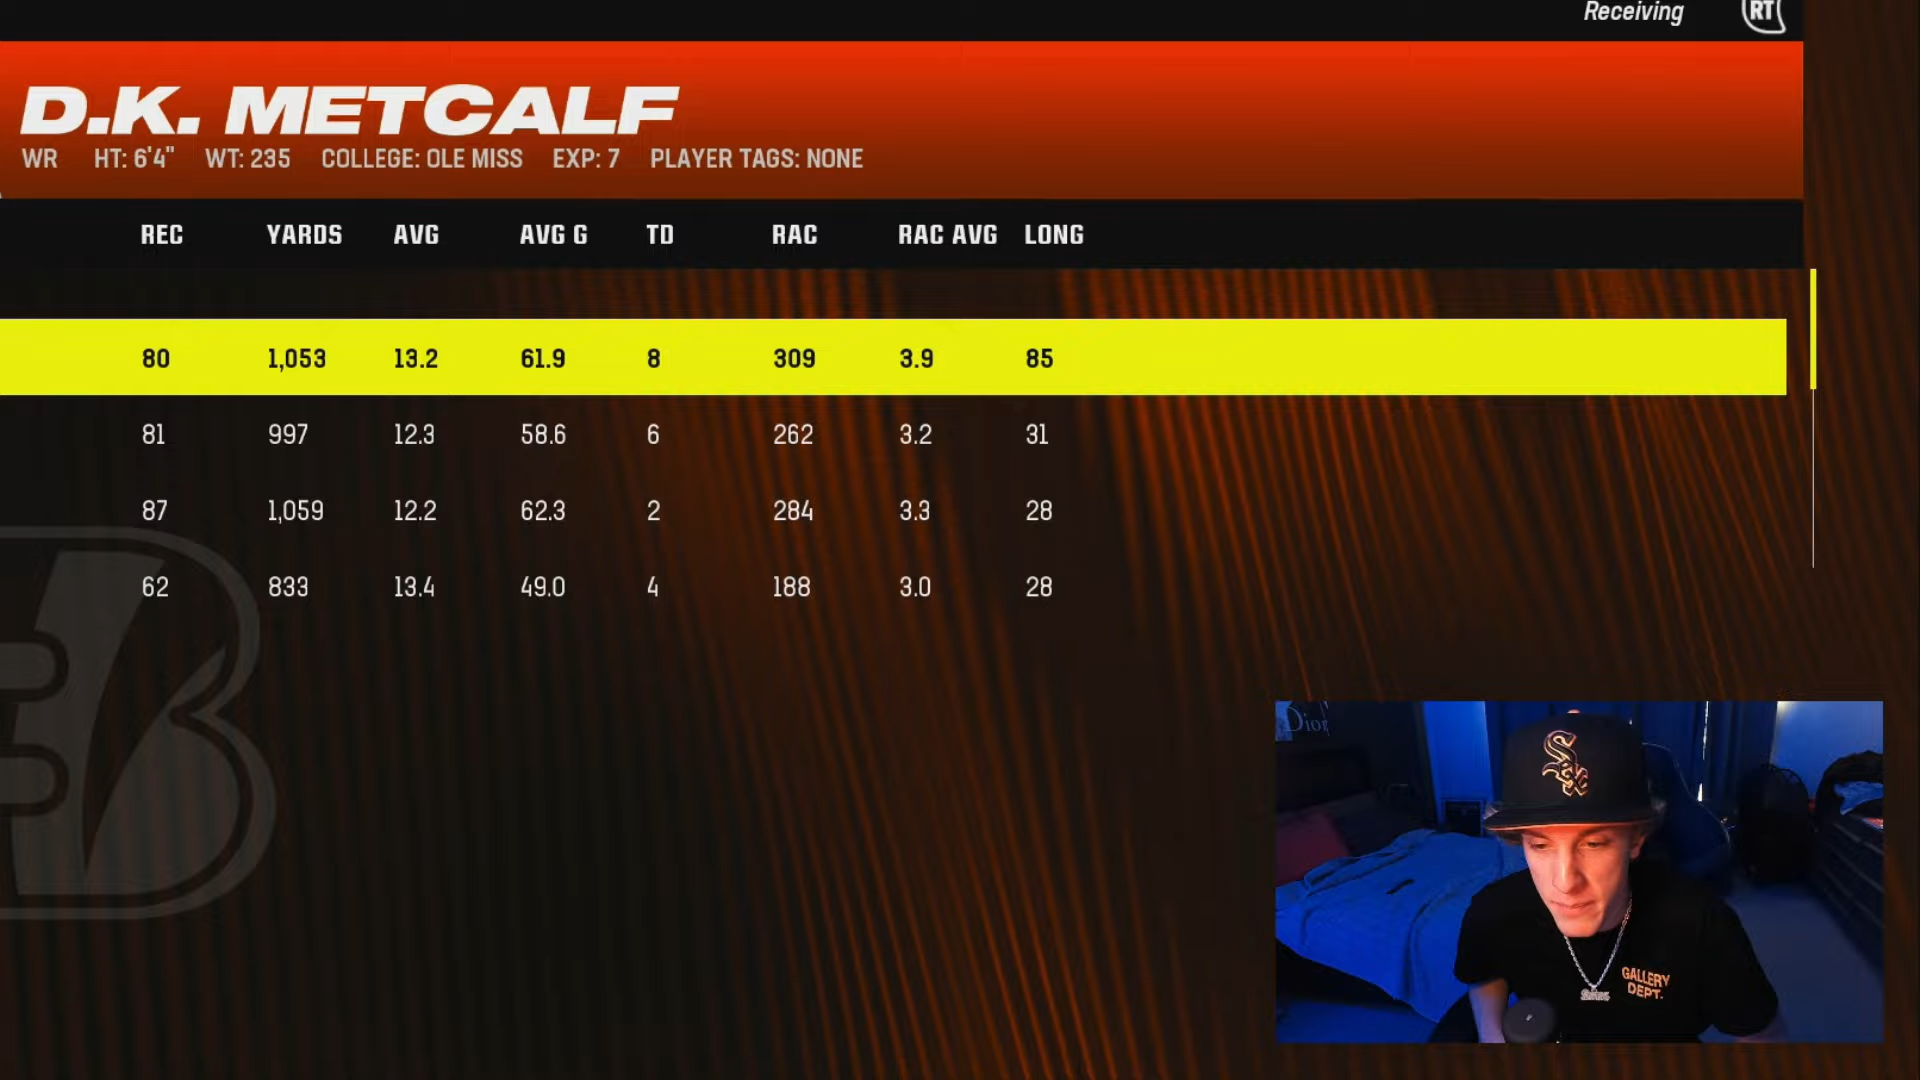 Receiving RT
D.K. METCALF
WR HT: 6'4" WT: 235 COLLEGE: OLE MISS EXP: 7 PLAYER TAGS: NONE
REC YARDS AVG AVG G TD RAC RAC AVG LONG
80 1,053 13.2 61.9 8 309 3.9 85
81 997 12.3 58.6 6 262 3.2 31
87 1,059 12.2 62.3 2 284 3.3 28
62 833 13.4 49.0 4 188 3.0 28
Dior
Sox
GALLERY
DEPT.